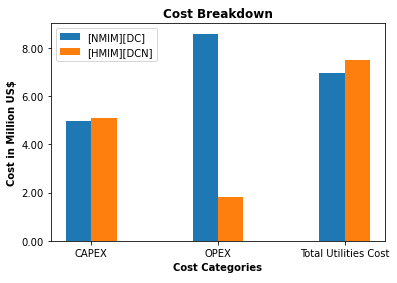 Cost Breakdown
[NMIM][DC]
[HMIM][DCN]
Cost in Million US$
8.00
6.00
4.00
2.00
0.00
CAPEX
OPEX
Total Utilities Cost
Cost Categories